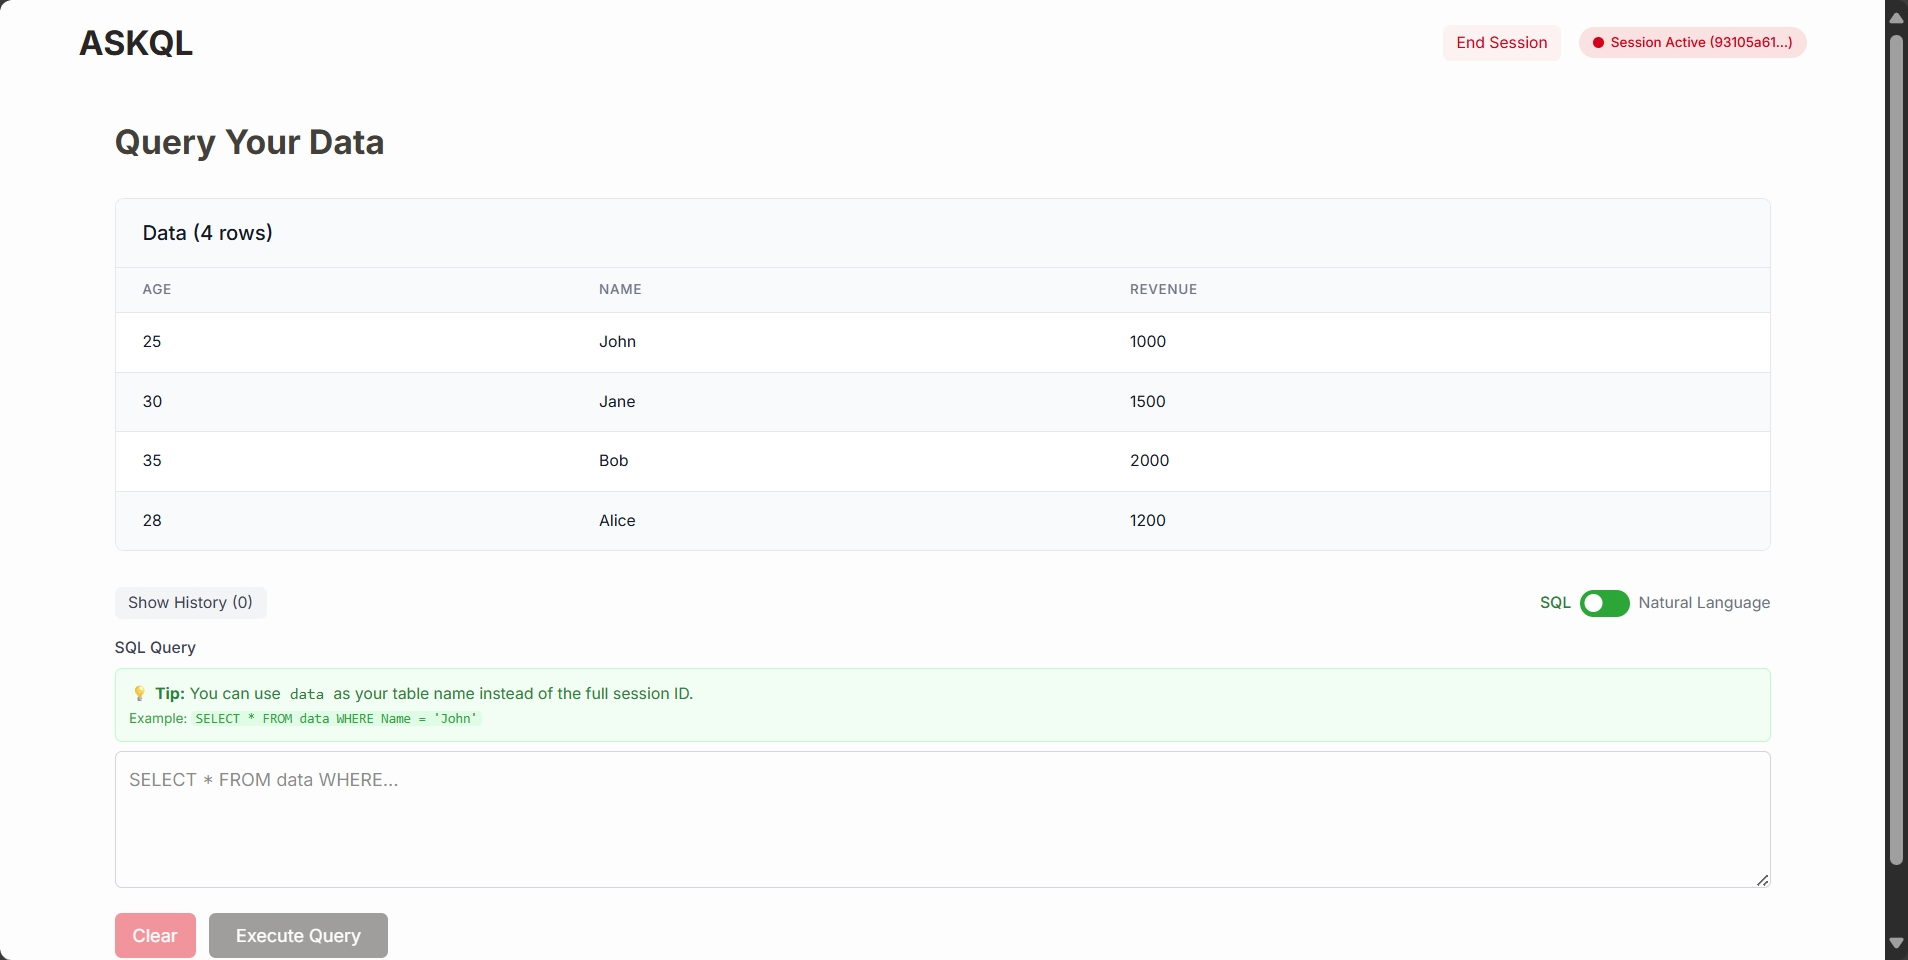 ASKQL
End Session
Session Active (93105a61...)
Query Your Data
Data (4 rows)
AGE NAME REVENUE
25 John 1000
30 Jane 1500
35 Bob 2000
28 Alice 1200
Show History (0)
SQL Natural Language
SQL Query
💡 Tip: You can use data as your table name instead of the full session ID.
Example: SELECT * FROM data WHERE Name = 'John'
SELECT * FROM data WHERE...
Clear
Execute Query